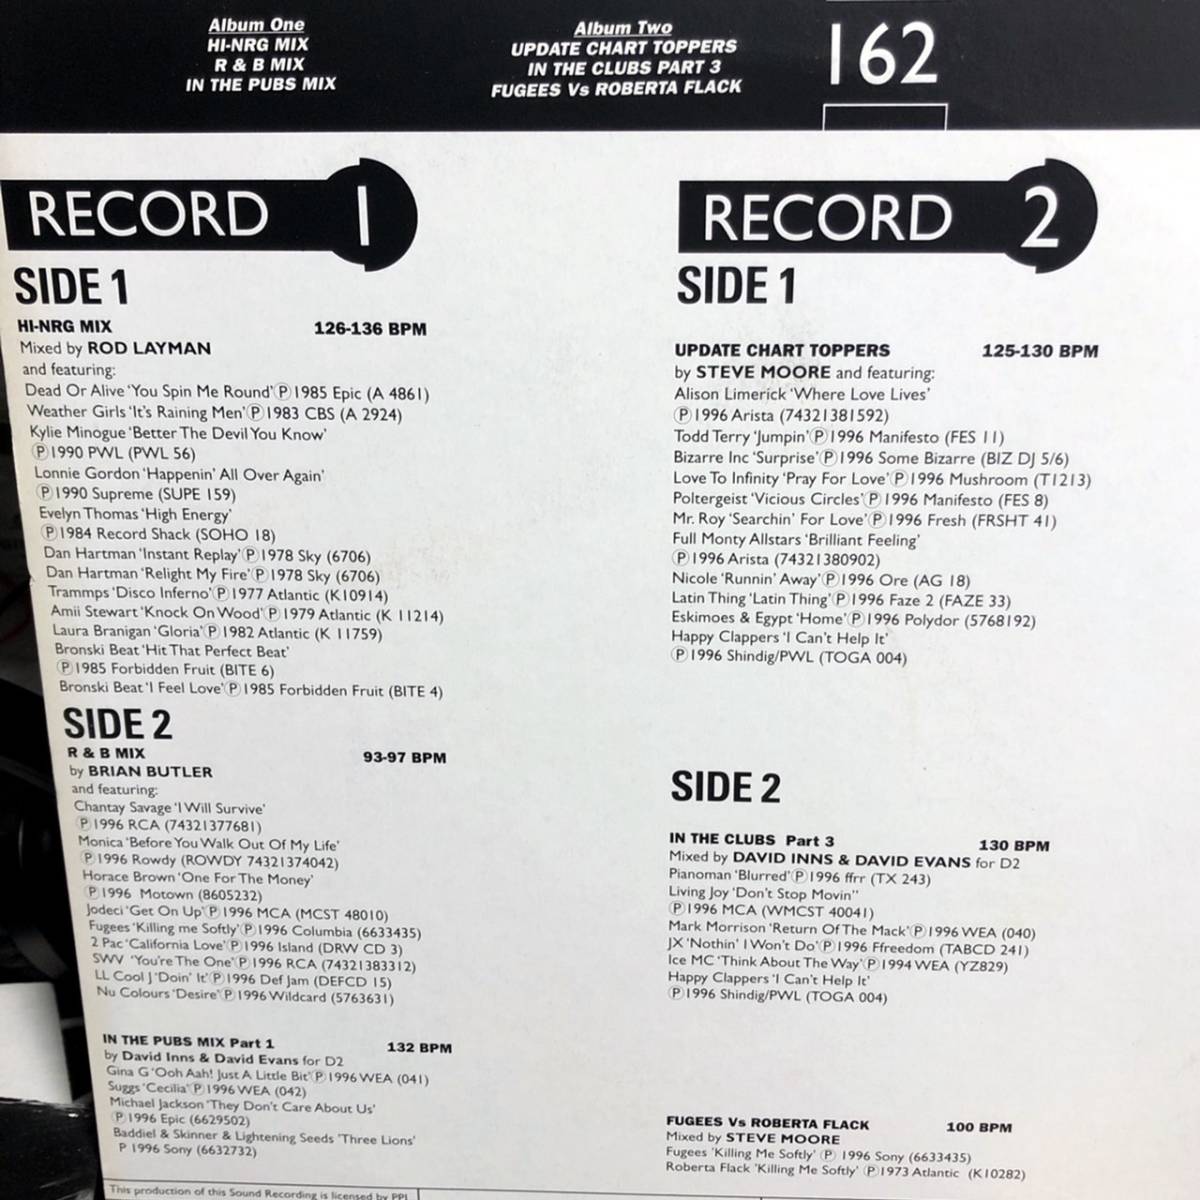 Album One
HI-NRG MIX
R & B MIX
IN THE PUBS MIX
Album Two
UPDATE CHART TOPPERS
IN THE CLUBS PART 3
FUGEES Vs ROBERTA FLACK
162
RECORD 1
SIDE 1
HI-NRG MIX 126-136 BPM
Mixed by ROD LAYMAN
and featuring:
Dead Or Alive 'You Spin Me Round' Ⓟ 1985 Epic (A 4861)
Weather Girls 'It's Raining Men' Ⓟ 1983 CBS (A 2924)
Kylie Minogue 'Better The Devil You Know'
Ⓟ 1990 PWL (PWL 56)
Lonnie Gordon 'Happenin' All Over Again'
Ⓟ 1990 Supreme (SUPE 159)
Evelyn Thomas 'High Energy'
Ⓟ 1984 Record Shack (SOHO 18)
Dan Hartman 'Instant Replay' Ⓟ 1978 Sky (6706)
Dan Hartman 'Relight My Fire' Ⓟ 1978 Sky (6706)
Trammps 'Disco Inferno' Ⓟ 1977 Atlantic (K10914)
Amii Stewart 'Knock On Wood' Ⓟ 1979 Atlantic (K 11214)
Laura Branigan 'Gloria' Ⓟ 1982 Atlantic (K 11759)
Bronski Beat 'Hit That Perfect Beat'
Ⓟ 1985 Forbidden Fruit (BITE 6)
Bronski Beat 'I Feel Love' Ⓟ 1985 Forbidden Fruit (BITE 4)
SIDE 2
R & B MIX 93-97 BPM
by BRIAN BUTLER
and featuring:
Chantay Savage 'I Will Survive'
Ⓟ 1996 RCA (74321377681)
Monica 'Before You Walk Out Of My Life'
Ⓟ 1996 Rowdy (ROWDY 74321374042)
Horace Brown 'One For The Money'
Ⓟ 1996 Motown (8605232)
Jodeci 'Get On Up' Ⓟ 1996 MCA (MCST 48010)
Fugees 'Killing me Softly' Ⓟ 1996 Columbia (6633435)
2 Pac 'California Love' Ⓟ 1996 Island (DRW CD 3)
SWV 'You're The One' Ⓟ 1996 RCA (74321383312)
LL Cool J 'Doin' It' Ⓟ 1996 Def Jam (DEFCD 15)
Nu Colours 'Desire' Ⓟ 1996 Wildcard (5763631)
IN THE PUBS MIX Part 1 132 BPM
by David Inns & David Evans for D2
Gina G 'Ooh Aah! Just A Little Bit' Ⓟ 1996 WEA (041)
Suggs 'Cecilia' Ⓟ 1996 WEA (042)
Michael Jackson 'They Don't Care About Us'
Ⓟ 1996 Epic (6629502)
Baddiel & Skinner & Lightening Seeds 'Three Lions'
P 1996 Sony (6632732)
This production of this Sound Recording is licensed by PPL
RECORD 2
SIDE 1
UPDATE CHART TOPPERS 125-130 BPM
by STEVE MOORE and featuring:
Alison Limerick 'Where Love Lives'
Ⓟ 1996 Arista (74321381592)
Todd Terry 'Jumpin' Ⓟ 1996 Manifesto (FES 11)
Bizarre Inc 'Surprise' Ⓟ 1996 Some Bizarre (BIZ DJ 5/6)
Love To Infinity 'Pray For Love' Ⓟ 1996 Mushroom (T1213)
Poltergeist 'Vicious Circles' Ⓟ 1996 Manifesto (FES 8)
Mr. Roy 'Searchin' For Love' Ⓟ 1996 Fresh (FRSHT 41)
Full Monty Allstars 'Brilliant Feeling'
Ⓟ 1996 Arista (74321380902)
Nicole 'Runnin' Away' Ⓟ 1996 Ore (AG 18)
Latin Thing 'Latin Thing' Ⓟ 1996 Faze 2 (FAZE 33)
Eskimoes & Egypt 'Home' Ⓟ 1996 Polydor (5768192)
Happy Clappers 'I Can't Help It'
Ⓟ 1996 Shindig/PWL (TOGA 004)
SIDE 2
IN THE CLUBS Part 3 130 BPM
Mixed by DAVID INNS & DAVID EVANS for D2
Pianoman 'Blurred' Ⓟ 1996 ffrr (TX 243)
Living Joy 'Don't Stop Movin''
Ⓟ 1996 MCA (WMCST 40041)
Mark Morrison 'Return Of The Mack' Ⓟ 1996 WEA (040)
JX 'Nothin' I Won't Do' Ⓟ 1996 Ffreedom (TABCD 241)
Ice MC 'Think About The Way' Ⓟ 1994 WEA (YZ829)
Happy Clappers 'I Can't Help It'
Ⓟ 1996 Shindig/PWL (TOGA 004)
FUGEES Vs ROBERTA FLACK 100 BPM
Mixed by STEVE MOORE
Fugees 'Killing Me Softly' Ⓟ 1996 Sony (6633435)
Roberta Flack 'Killing Me Softly' Ⓟ 1973 Atlantic (K10282)